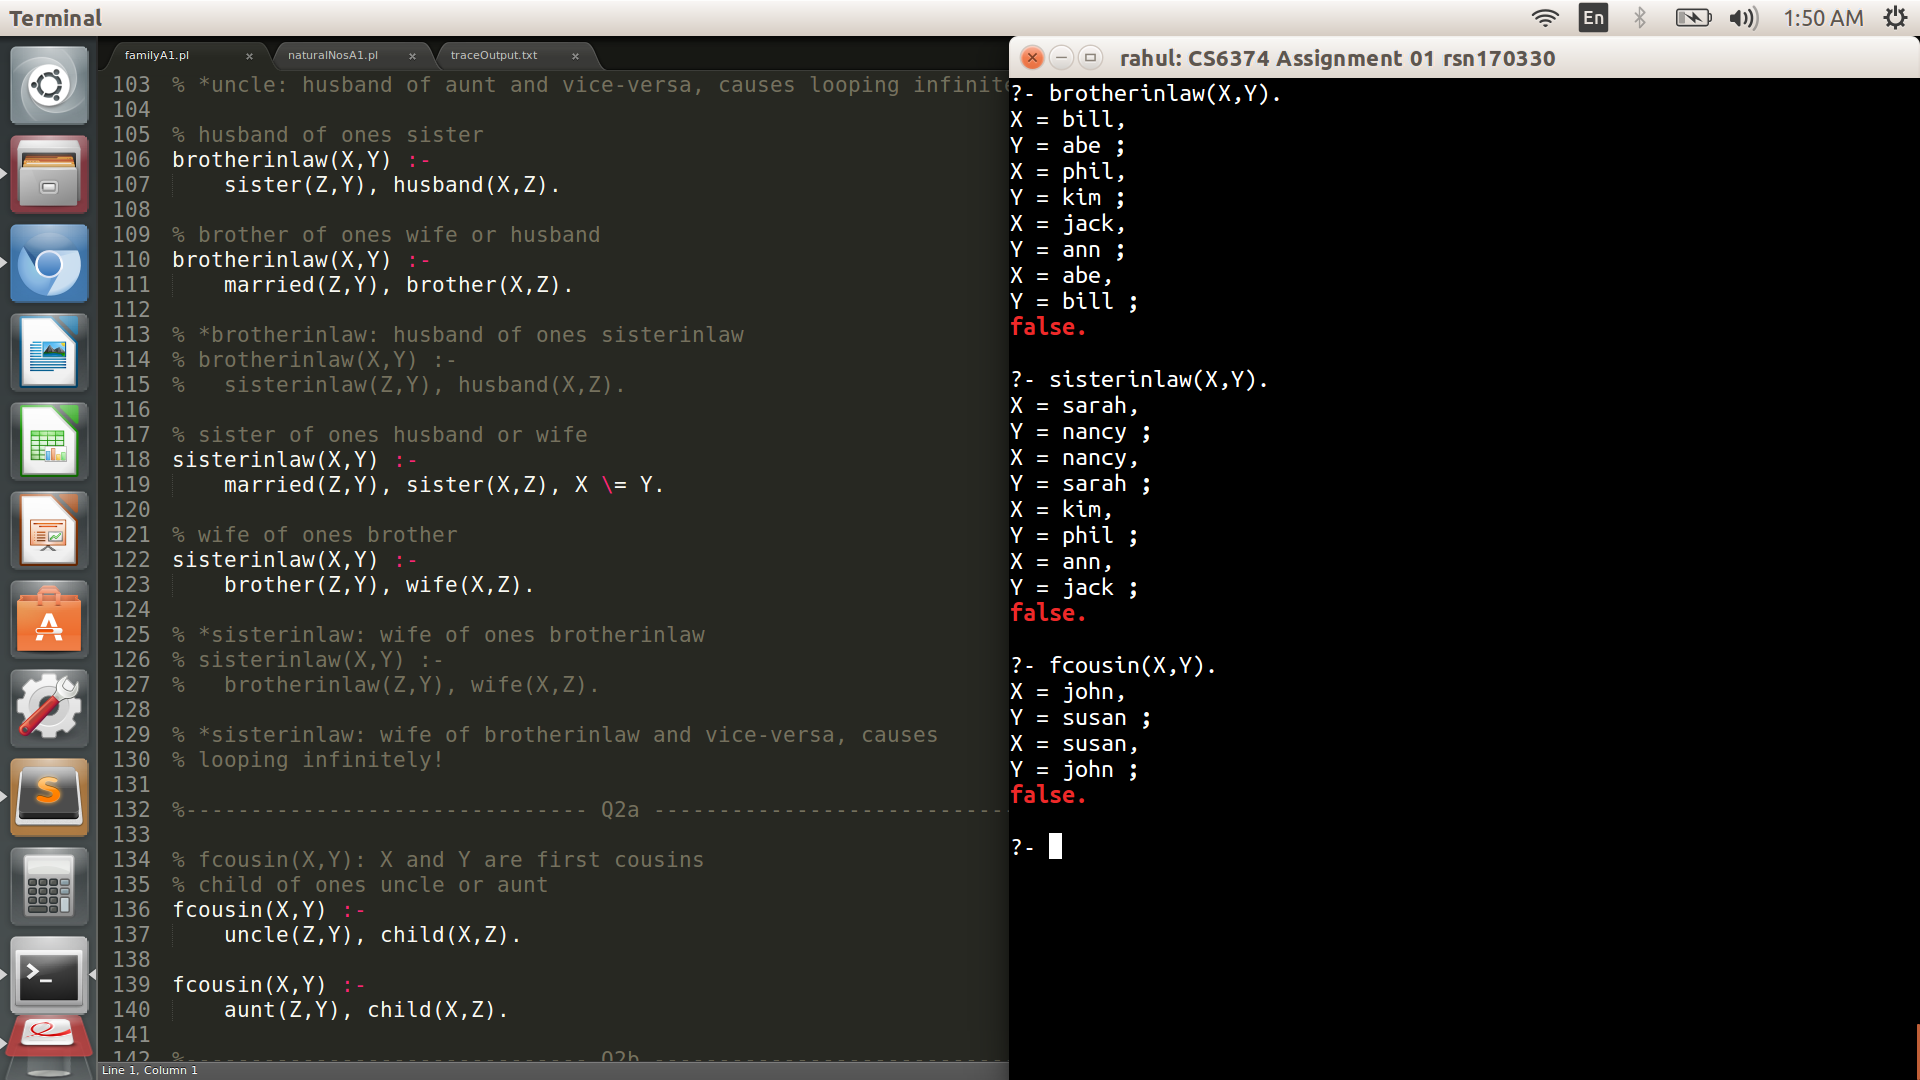 Terminal
En
1:50 AM
familyA1.pl × naturalNosA1.pl × traceOutput.txt ×
103 % *uncle: husband of aunt and vice-versa, causes looping infinite
104
105 % husband of ones sister
106 brotherinlaw(X,Y) :-
107 sister(Z,Y), husband(X,Z).
108
109 % brother of ones wife or husband
110 brotherinlaw(X,Y) :-
111 married(Z,Y), brother(X,Z).
112
113 % *brotherinlaw: husband of ones sisterinlaw
114 % brotherinlaw(X,Y) :-
115 % sisterinlaw(Z,Y), husband(X,Z).
116
117 % sister of ones husband or wife
118 sisterinlaw(X,Y) :-
119 married(Z,Y), sister(X,Z), X \= Y.
120
121 % wife of ones brother
122 sisterinlaw(X,Y) :-
123 brother(Z,Y), wife(X,Z).
124
125 % *sisterinlaw: wife of ones brotherinlaw
126 % sisterinlaw(X,Y) :-
127 % brotherinlaw(Z,Y), wife(X,Z).
128
129 % *sisterinlaw: wife of brotherinlaw and vice-versa, causes
130 % looping infinitely!
131
132 %------------------------------- Q2a ---------------------------
133
134 % fcousin(X,Y): X and Y are first cousins
135 % child of ones uncle or aunt
136 fcousin(X,Y) :-
137 uncle(Z,Y), child(X,Z).
138
139 fcousin(X,Y) :-
140 aunt(Z,Y), child(X,Z).
141
142 %------------------------------- Q2b ---------------------------
Line 1, Column 1
rahul: CS6374 Assignment 01 rsn170330
?- brotherinlaw(X,Y).
X = bill,
Y = abe ;
X = phil,
Y = kim ;
X = jack,
Y = ann ;
X = abe,
Y = bill ;
false.
?- sisterinlaw(X,Y).
X = sarah,
Y = nancy ;
X = nancy,
Y = sarah ;
X = kim,
Y = phil ;
X = ann,
Y = jack ;
false.
?- fcousin(X,Y).
X = john,
Y = susan ;
X = susan,
Y = john ;
false.
?-